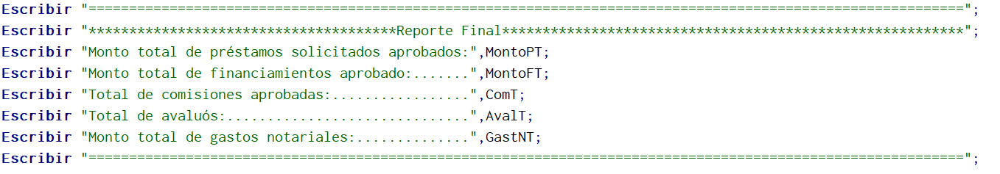 Escribir "============================================================================================================";
Escribir "**************************************Reporte Final*********************************************************";
Escribir "Monto total de préstamos solicitados aprobados:",MontoPT;
Escribir "Monto total de financiamientos aprobado:.......",MontoFT;
Escribir "Total de comisiones aprobadas:.................",ComT;
Escribir "Total de avaluós:..............................",AvalT;
Escribir "Monto total de gastos notariales:..............",GastNT;
Escribir "============================================================================================================";